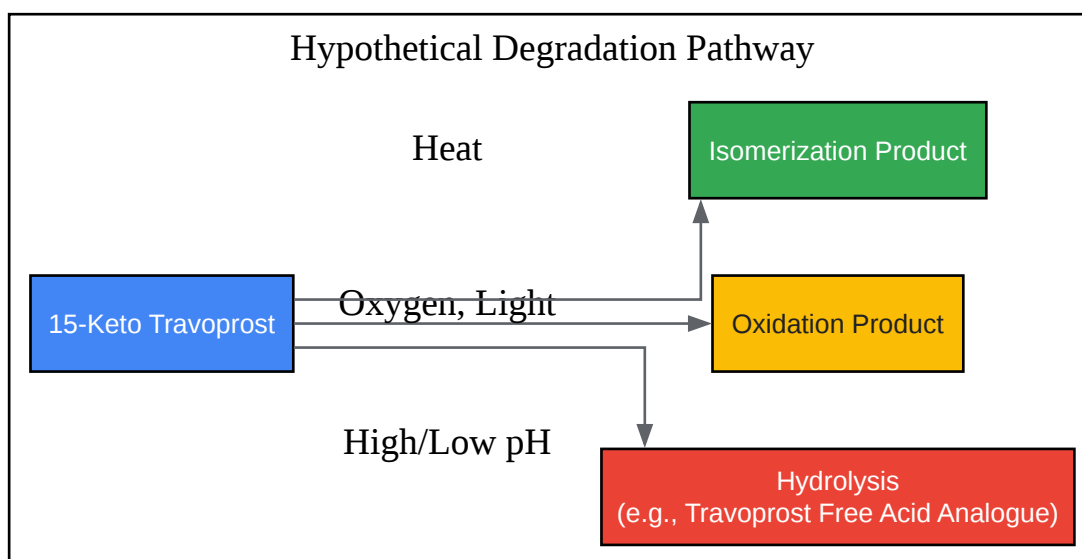 Hypothetical Degradation Pathway
Heat
Isomerization Product
15-Keto Travoprost
Oxygen, Light
Oxidation Product
High/Low pH
Hydrolysis
(e.g., Travoprost Free Acid Analogue)